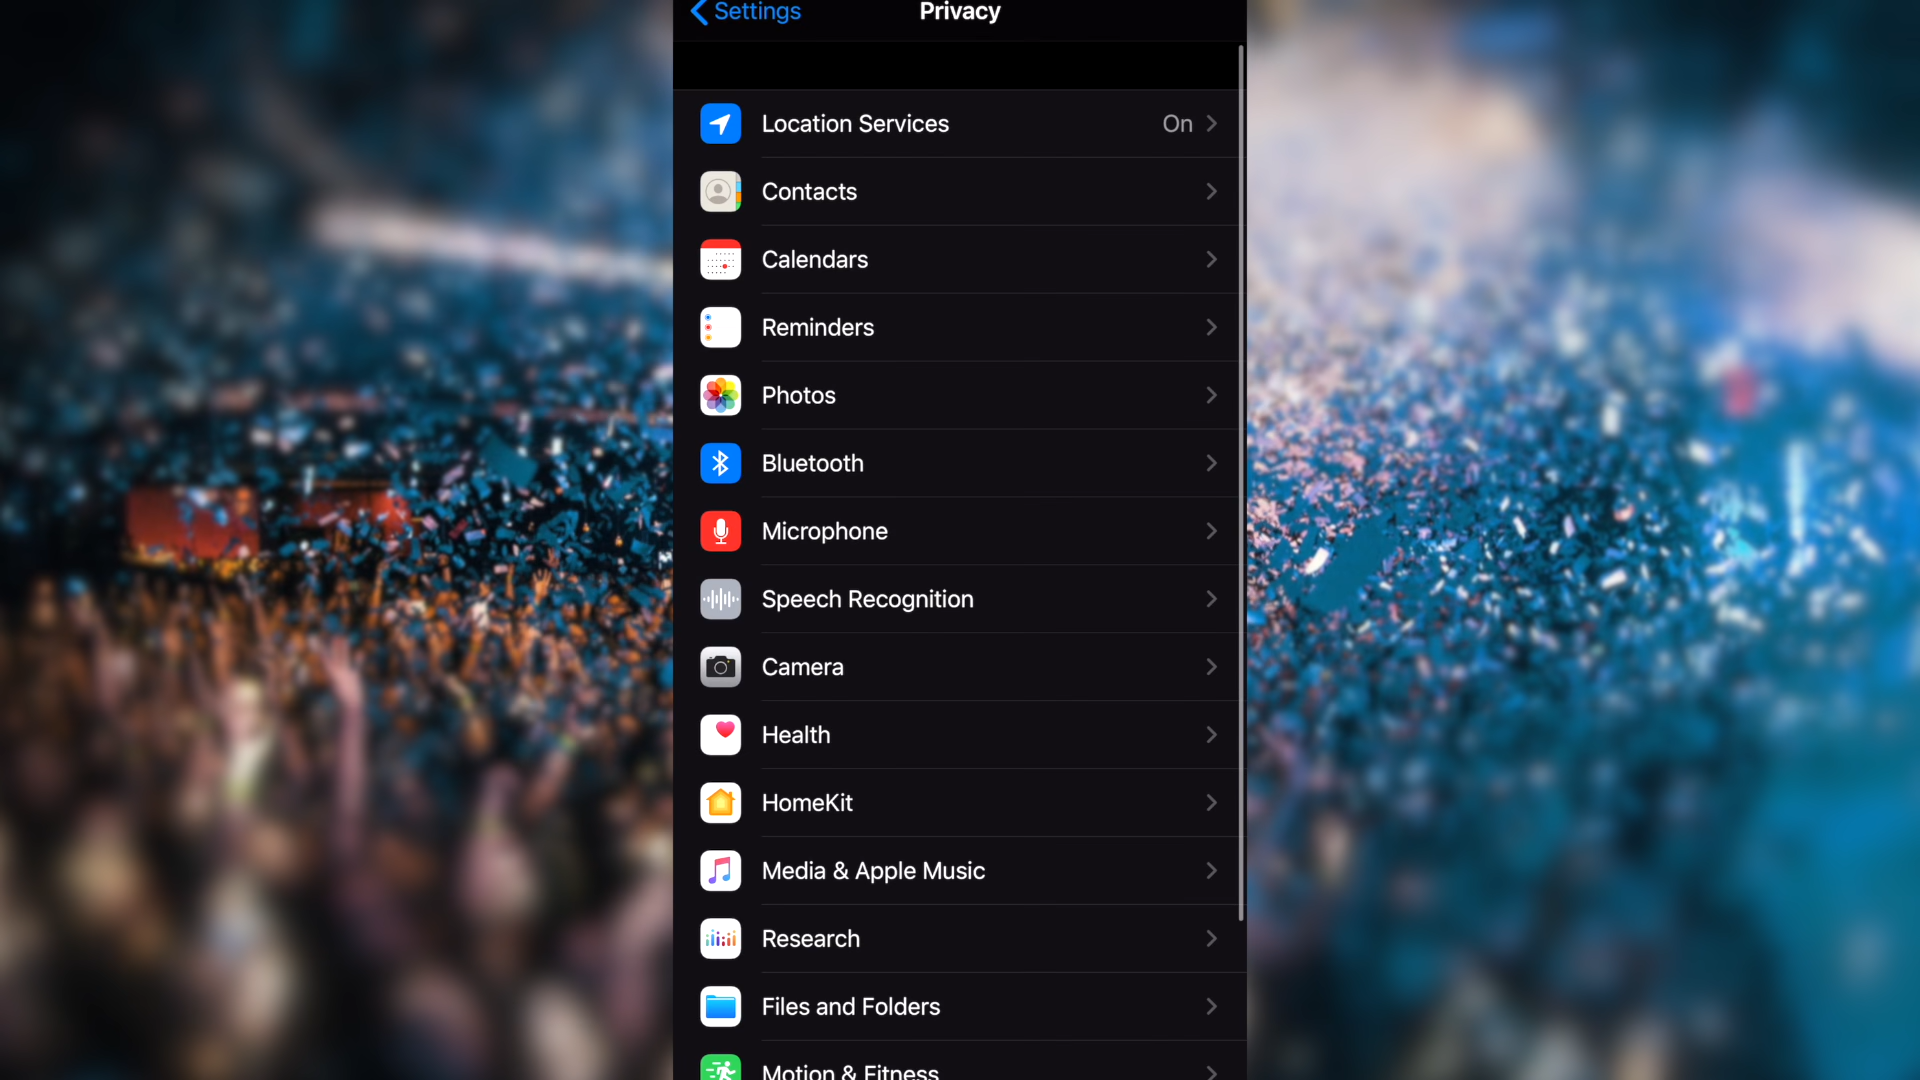 Settings
Privacy
Location Services On
Contacts
Calendars
Reminders
Photos
Bluetooth
Microphone
Speech Recognition
Camera
Health
HomeKit
Media & Apple Music
Research
Files and Folders
Motion & Fitness